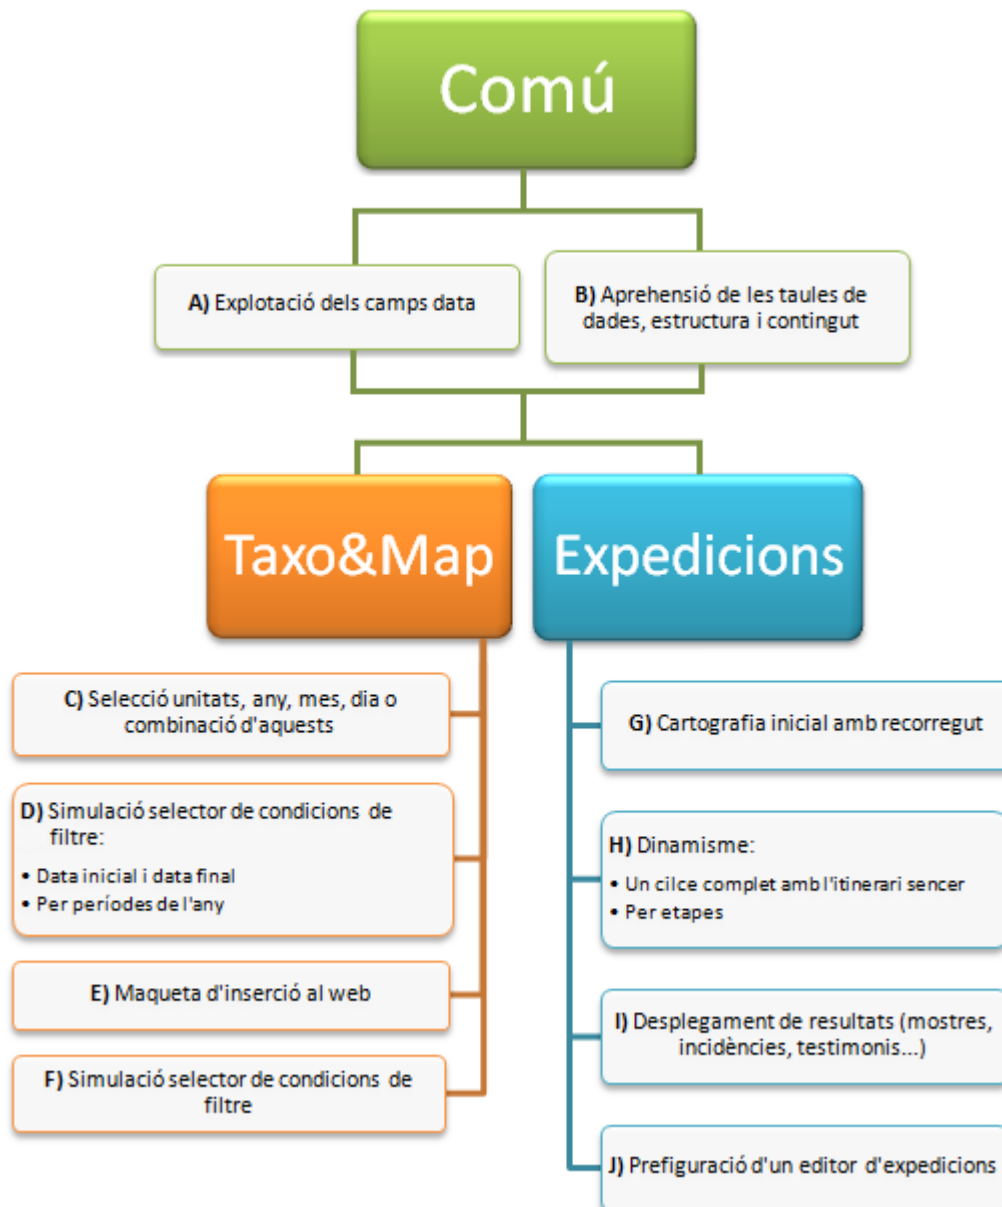 Comú
A) Explotació dels camps data
B) Aprehensió de les taules de
dades, estructura i contingut
Taxo&Map
Expedicions
C) Selecció unitats, any, mes, dia o
combinació d'aquests
D) Simulació selector de condicions de
filtre:
• Data inicial i data final
• Per períodes de l'any
E) Maqueta d'inserció al web
F) Simulació selector de condicions de
filtre
G) Cartografia inicial amb recorregut
H) Dinamisme:
• Un cilce complet amb l'itinerari sencer
• Per etapes
I) Desplegament de resultats (mostres,
incidències, testimonis...)
J) Prefiguració d'un editor d'expedicions